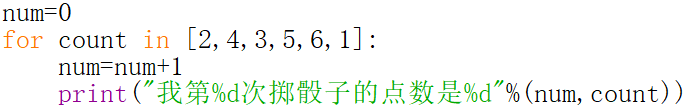 num=0
for count in [2,4,3,5,6,1]:
    num=num+1
    print("我第%d次掷骰子的点数是%d"%(num,count))